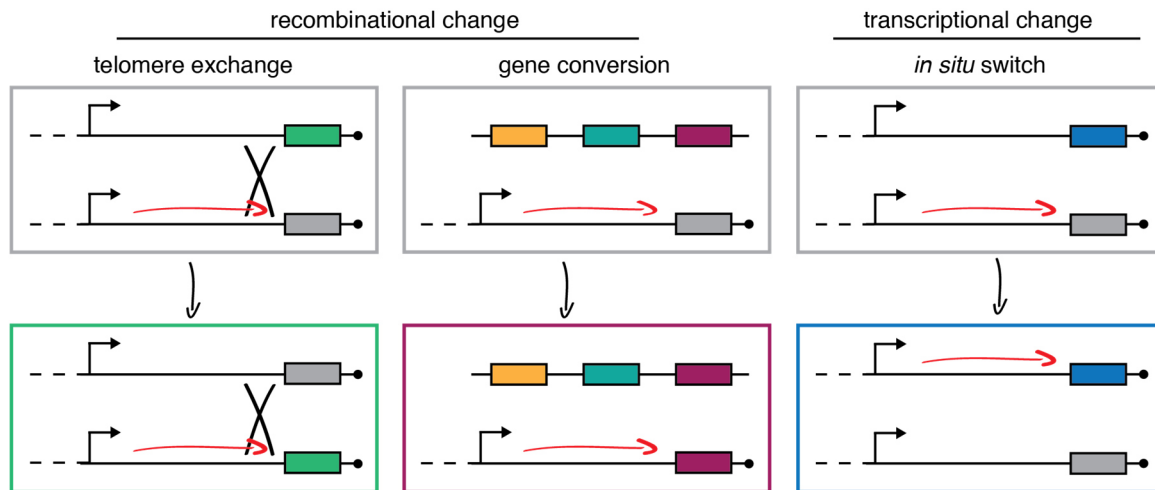 recombinational change
transcriptional change
telomere exchange
gene conversion
in situ switch